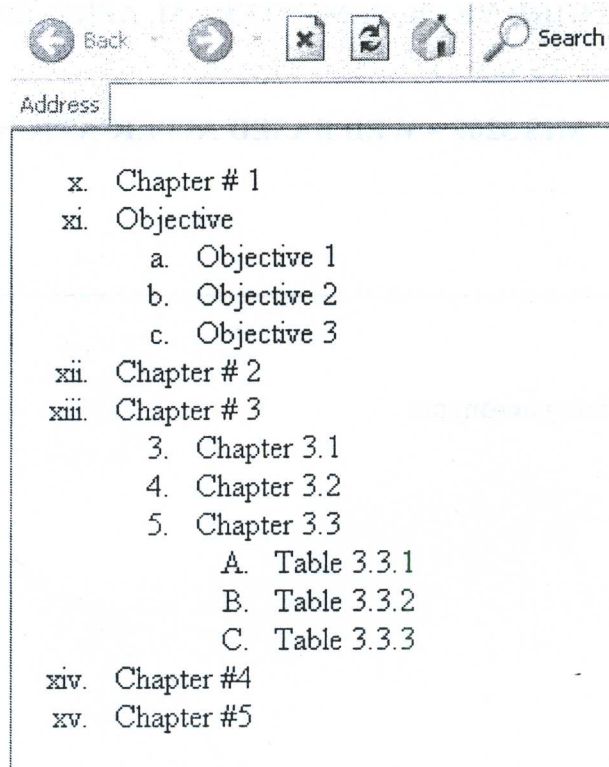 Back Search
Address
x. Chapter # 1
xi. Objective
a. Objective 1
b. Objective 2
c. Objective 3
xii. Chapter # 2
xiii. Chapter # 3
3. Chapter 3.1
4. Chapter 3.2
5. Chapter 3.3
A. Table 3.3.1
B. Table 3.3.2
C. Table 3.3.3
xiv. Chapter #4
xv. Chapter #5